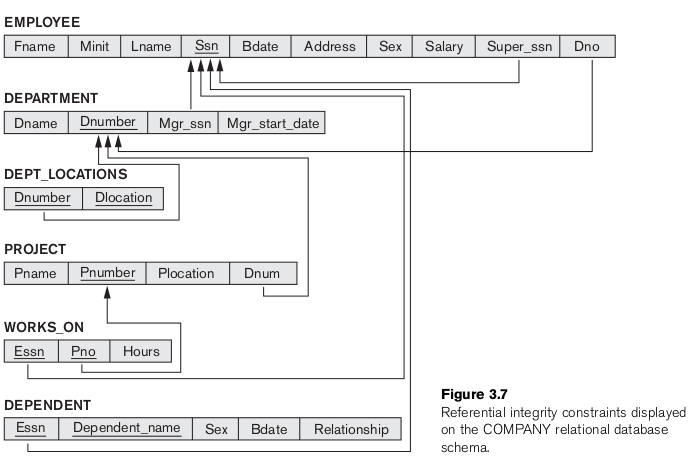 EMPLOYEE
Fname Minit Lname Ssn Bdate Address Sex Salary Super_ssn Dno
DEPARTMENT
Dname Dnumber Mgr_ssn Mgr_start_date
DEPT_LOCATIONS
Dnumber Dlocation
PROJECT
Pname Pnumber Plocation Dnum
WORKS_ON
Essn Pno Hours
DEPENDENT
Essn Dependent_name Sex Bdate Relationship
Figure 3.7
Referential integrity constraints displayed
on the COMPANY relational database
schema.